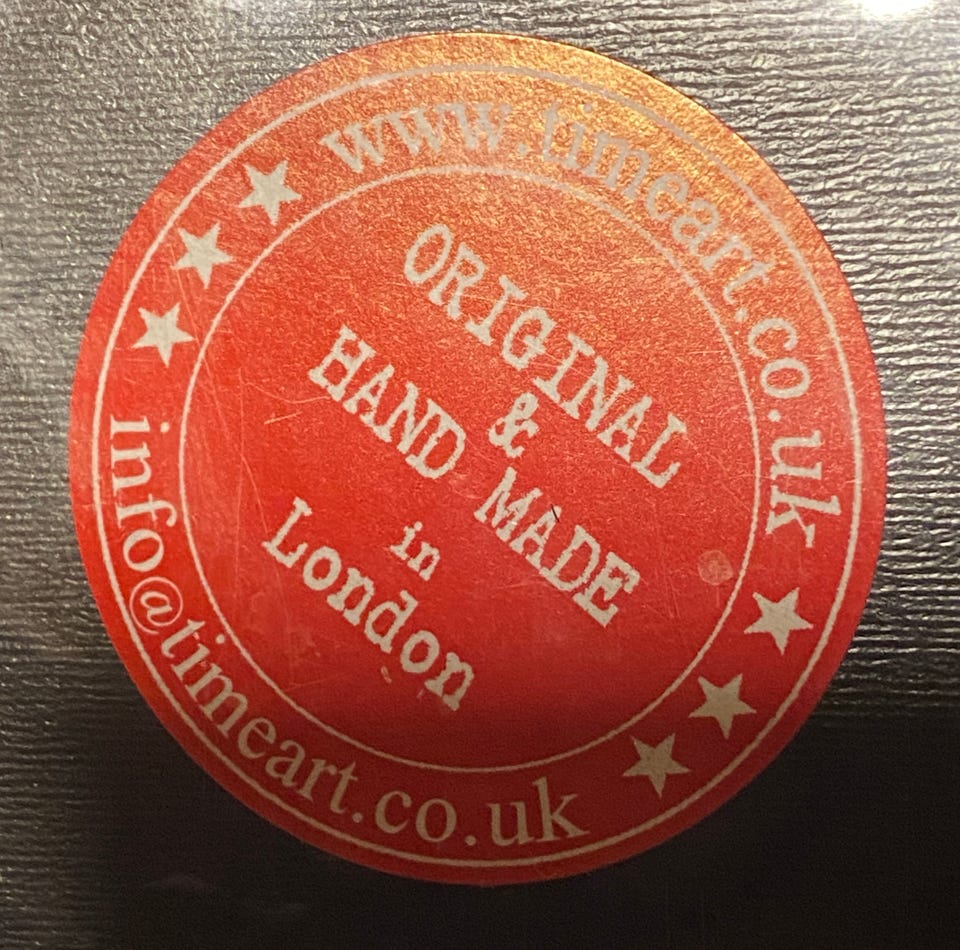 www.timeart.co.uk
ORIGINAL
&
HAND MADE
in
London
info@timeart.co.uk